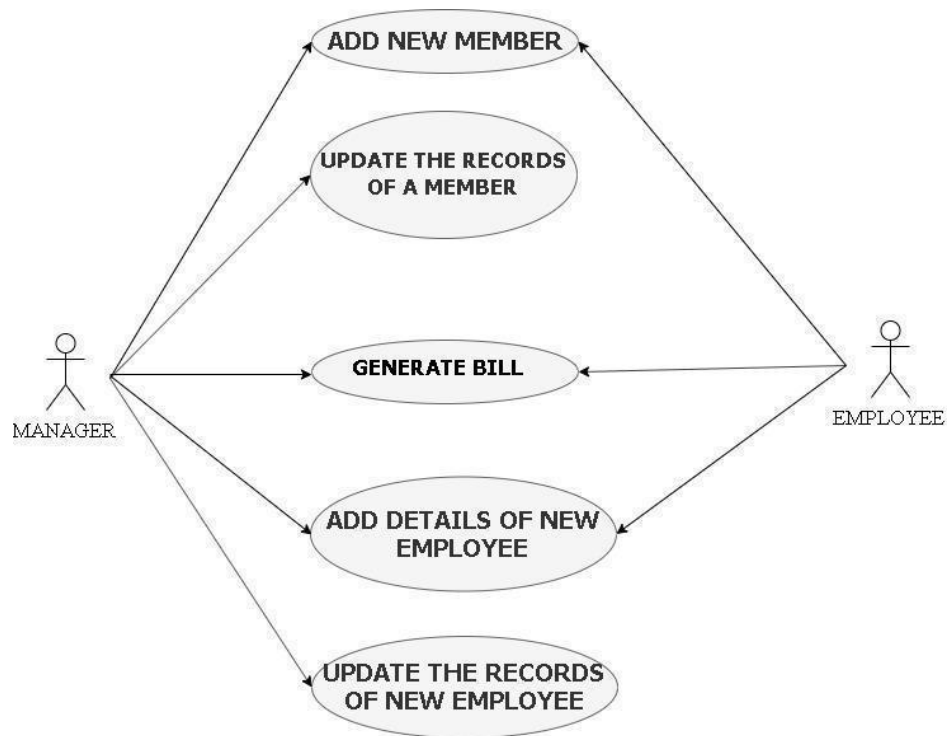 ADD NEW MEMBER
UPDATE THE RECORDS
OF A MEMBER
GENERATE BILL
MANAGER
EMPLOYEE
ADD DETAILS OF NEW
EMPLOYEE
UPDATE THE RECORDS
OF NEW EMPLOYEE